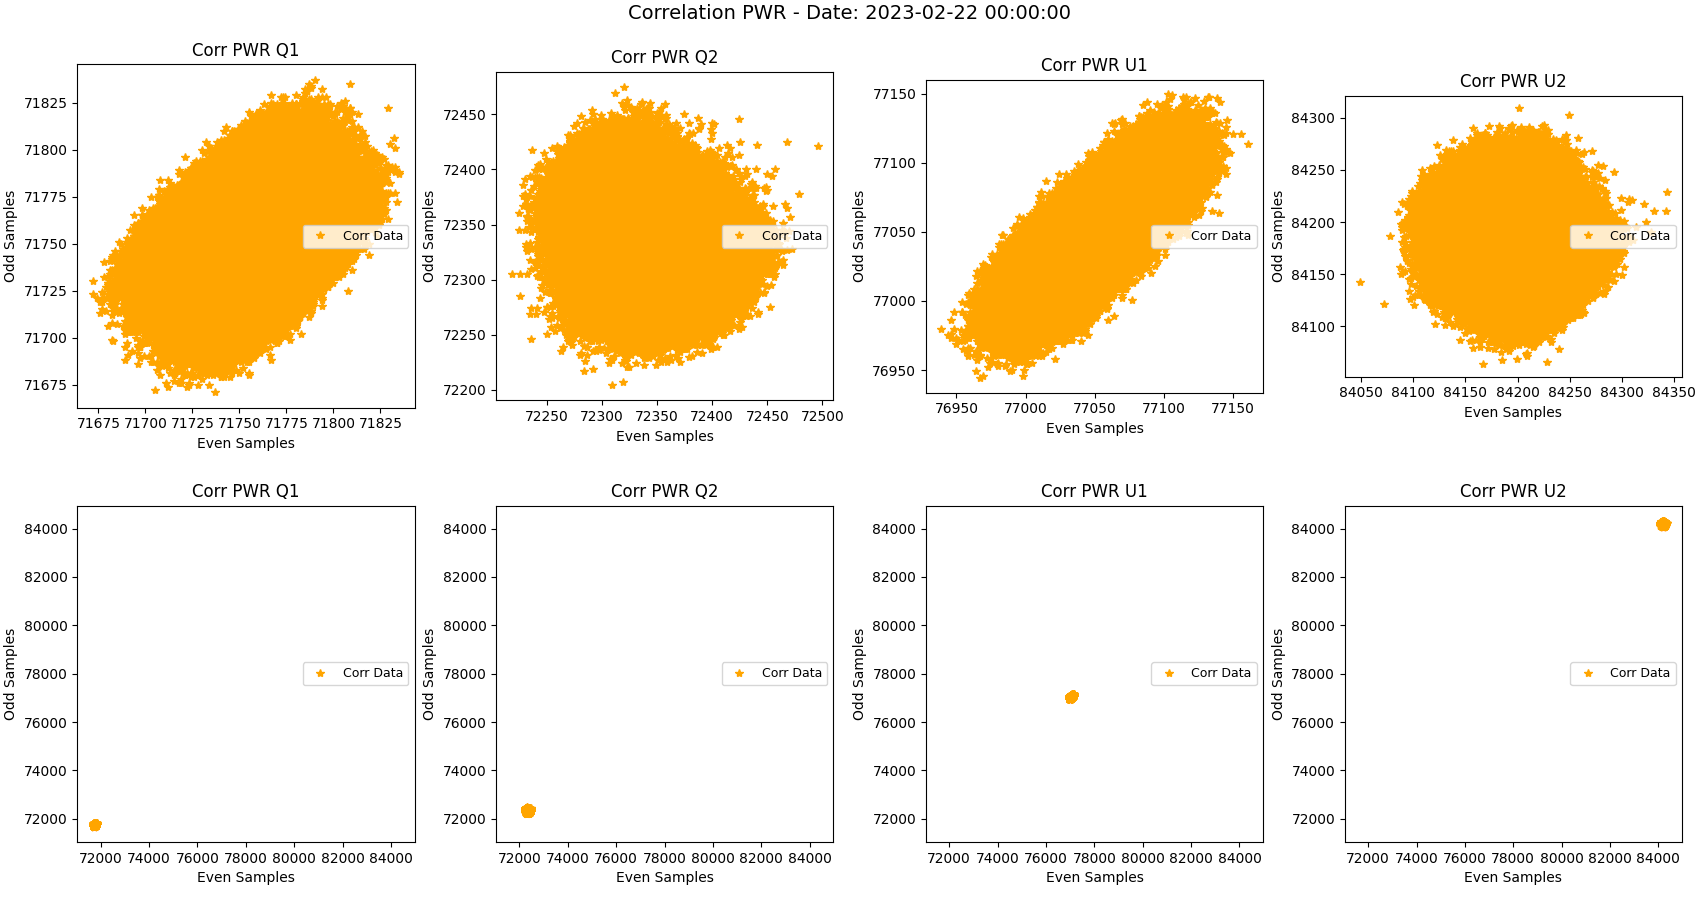 Correlation PWR - Date: 2023-02-22 00:00:00
Corr PWR Q1
71825
71800
71775
71750
71725
71700
71675
Odd Samples
Corr Data
71675 71700 71725 71750 71775 71800 71825
Even Samples
Corr PWR Q2
72450
72400
72350
72300
72250
72200
Odd Samples
Corr Data
72250 72300 72350 72400 72450 72500
Even Samples
Corr PWR U1
77150
77100
77050
77000
76950
Odd Samples
Corr Data
76950 77000 77050 77100 77150
Even Samples
Corr PWR U2
84300
84250
84200
84150
84100
Odd Samples
Corr Data
84050 84100 84150 84200 84250 84300 84350
Even Samples
Corr PWR Q1
84000
82000
80000
78000
76000
74000
72000
Odd Samples
Corr Data
72000 74000 76000 78000 80000 82000 84000
Even Samples
Corr PWR Q2
84000
82000
80000
78000
76000
74000
72000
Odd Samples
Corr Data
72000 74000 76000 78000 80000 82000 84000
Even Samples
Corr PWR U1
84000
82000
80000
78000
76000
74000
72000
Odd Samples
Corr Data
72000 74000 76000 78000 80000 82000 84000
Even Samples
Corr PWR U2
84000
82000
80000
78000
76000
74000
72000
Odd Samples
Corr Data
72000 74000 76000 78000 80000 82000 84000
Even Samples